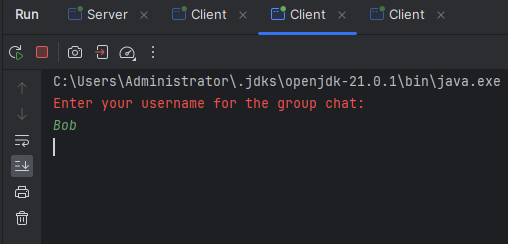 Run Server Client Client Client
C:\Users\Administrator\.jdks\openjdk-21.0.1\bin\java.exe
Enter your username for the group chat:
Bob